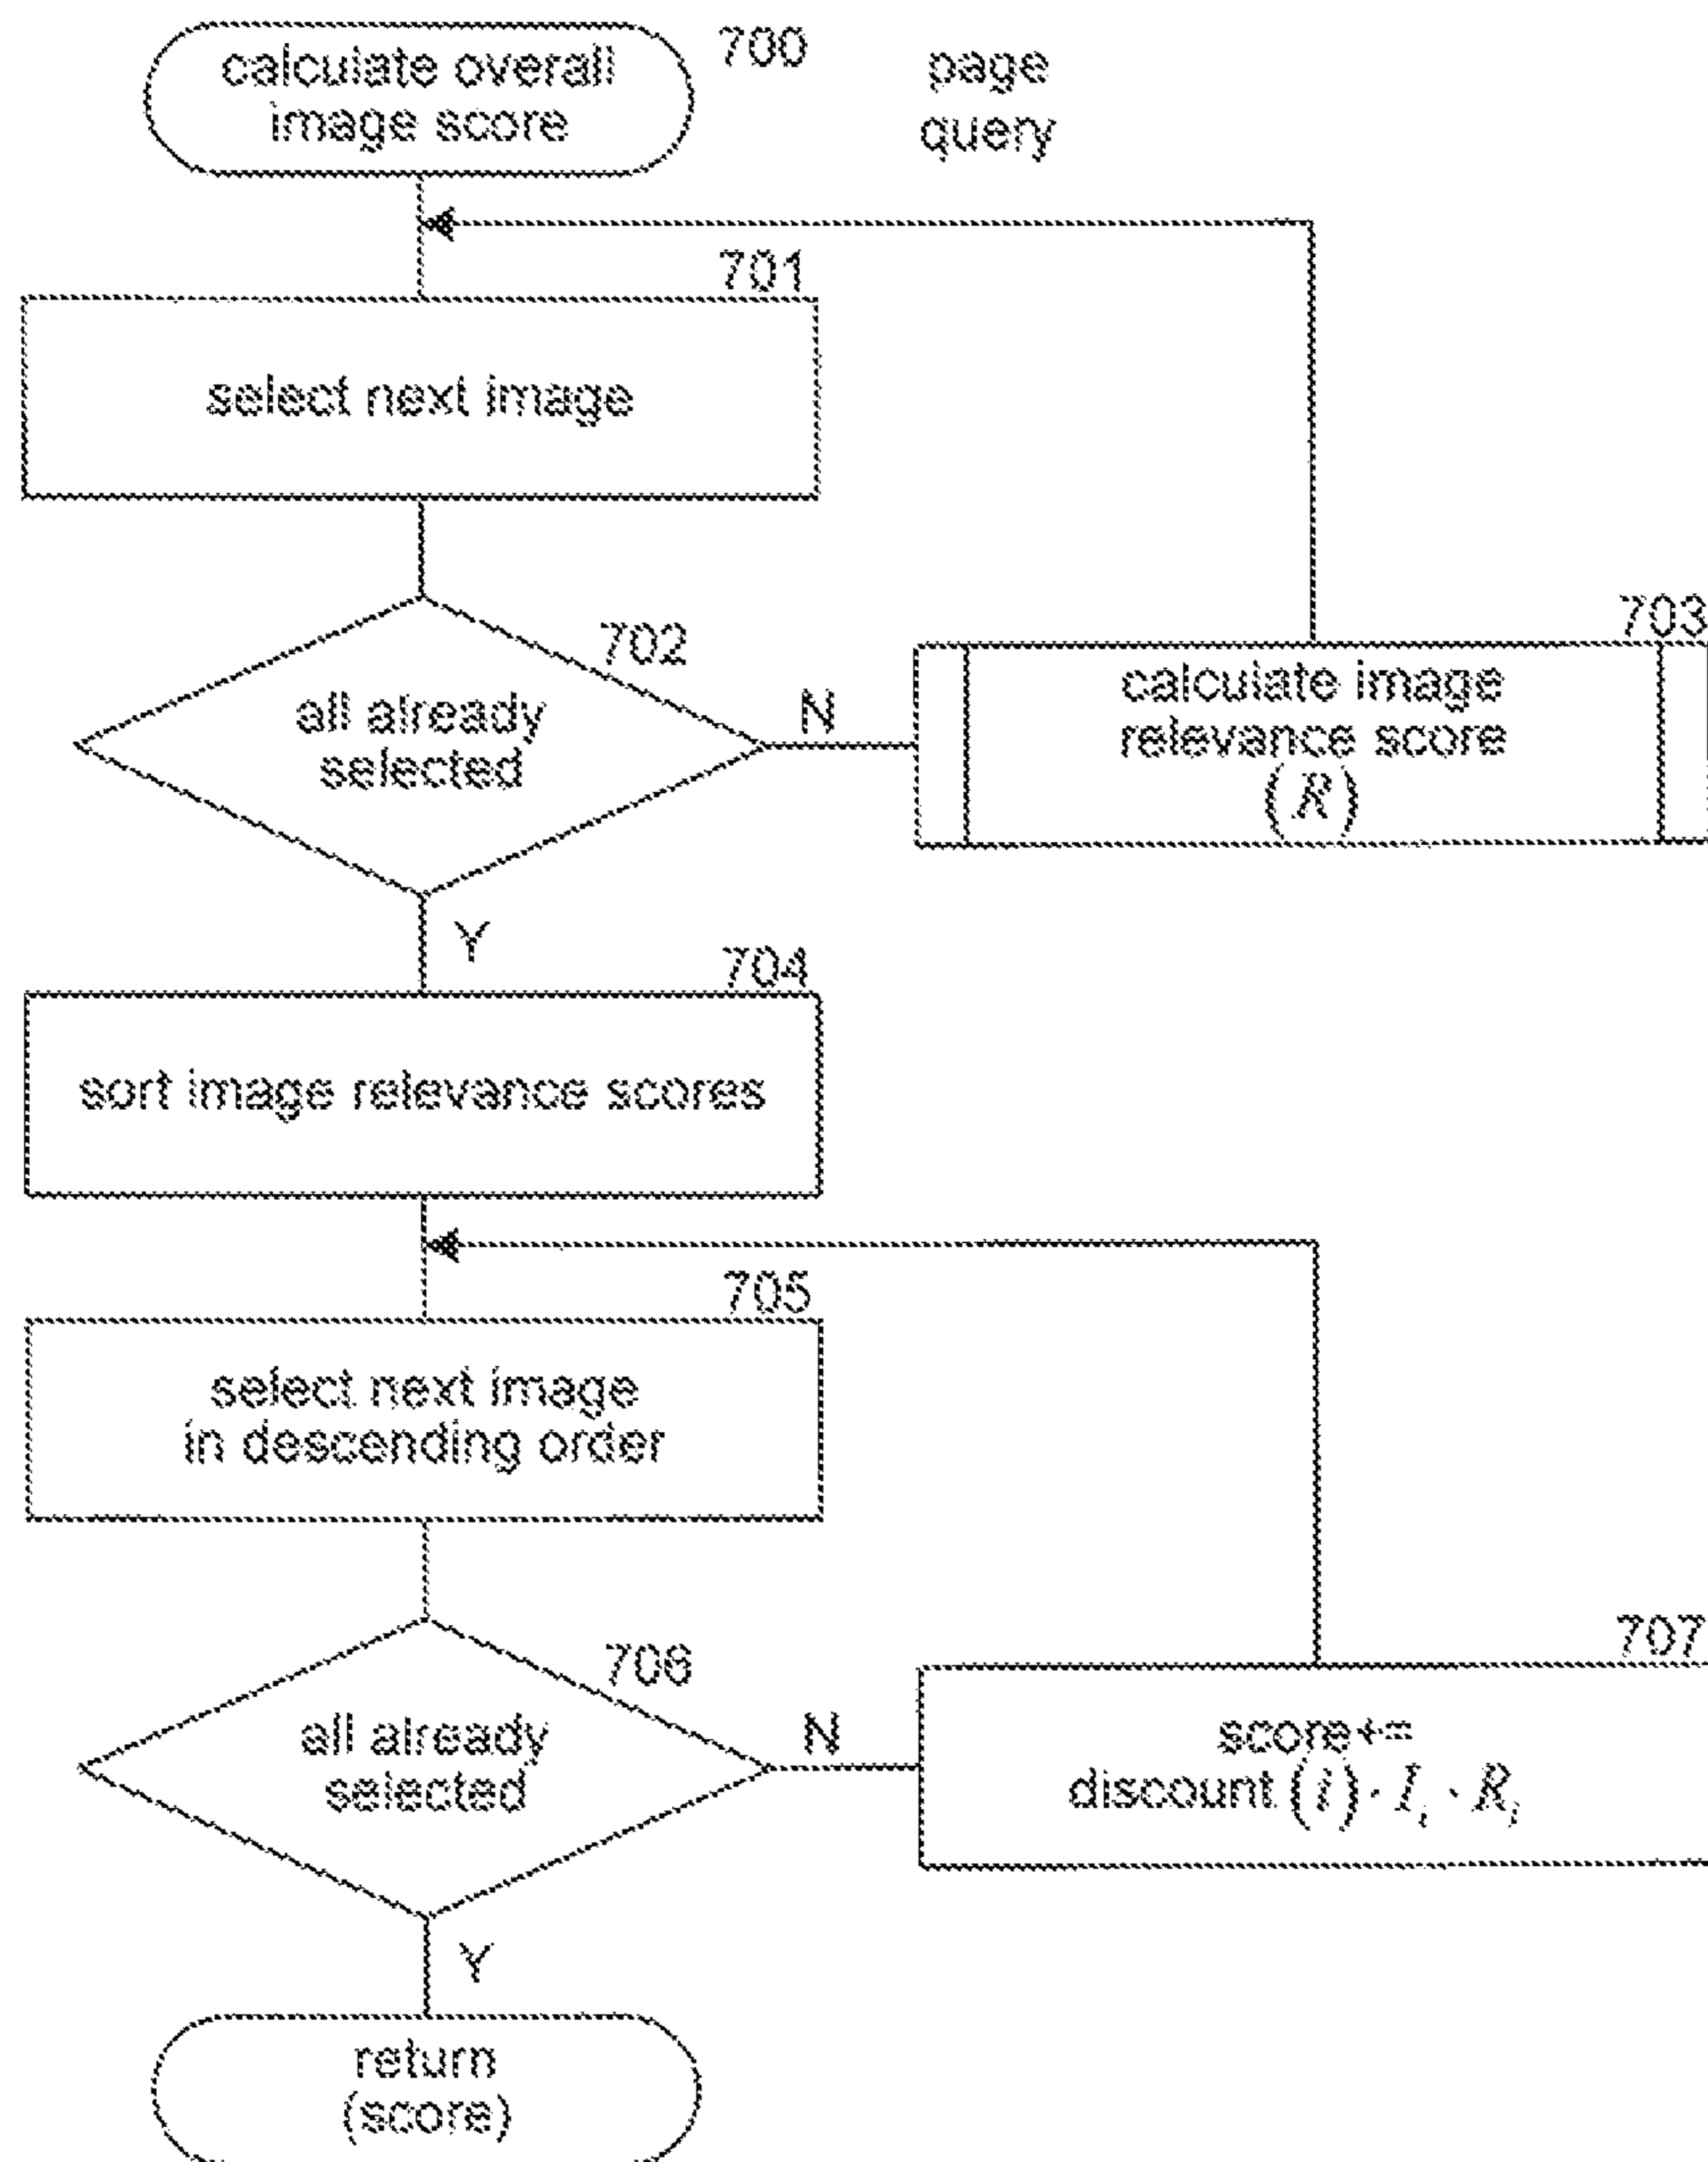 calculate overall
image score
700
page
query
701
select next image
702
all already
selected
N
703
calculate image
relevance score
(R)
Y
704
sort image relevance scores
705
select next image
in descending order
706
all already
selected
N
707
score+=
discount (i) · I_i · R_i
Y
return
(score)